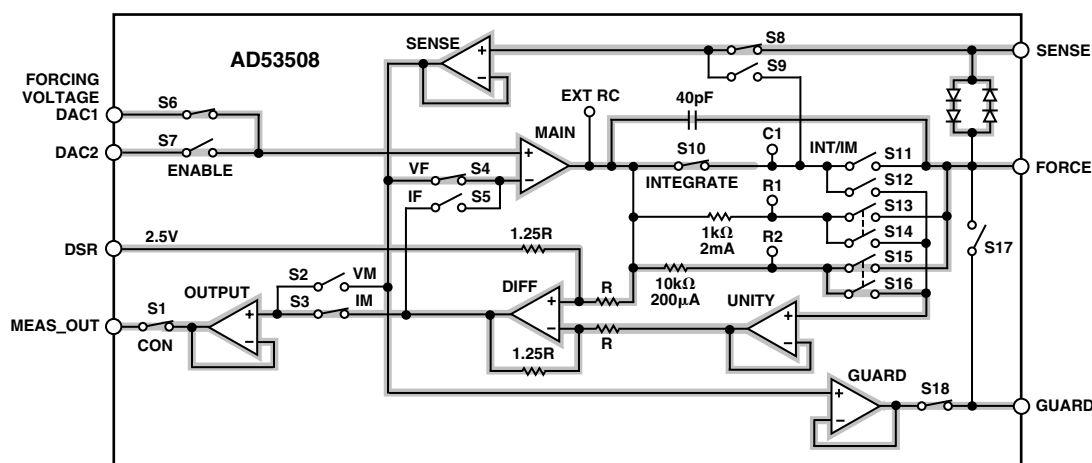 AD53508
FORCING
VOLTAGE
DAC1
DAC2
DSR
MEAS_OUT
S6
S7
ENABLE
SENSE
S8
S9
SENSE
EXT RC
40pF
MAIN
S10
INTEGRATE
C1
INT/IM
S11
S12
FORCE
VF
S4
IF
S5
R1
1kΩ
2mA
S13
S14
R2
10kΩ
200μA
S15
S16
S17
2.5V
1.25R
S2
VM
S3
IM
OUTPUT
S1
CON
DIFF
R
R
1.25R
UNITY
GUARD
S18
GUARD
+
−
+
−
+
−
+
−
+
−
+
−